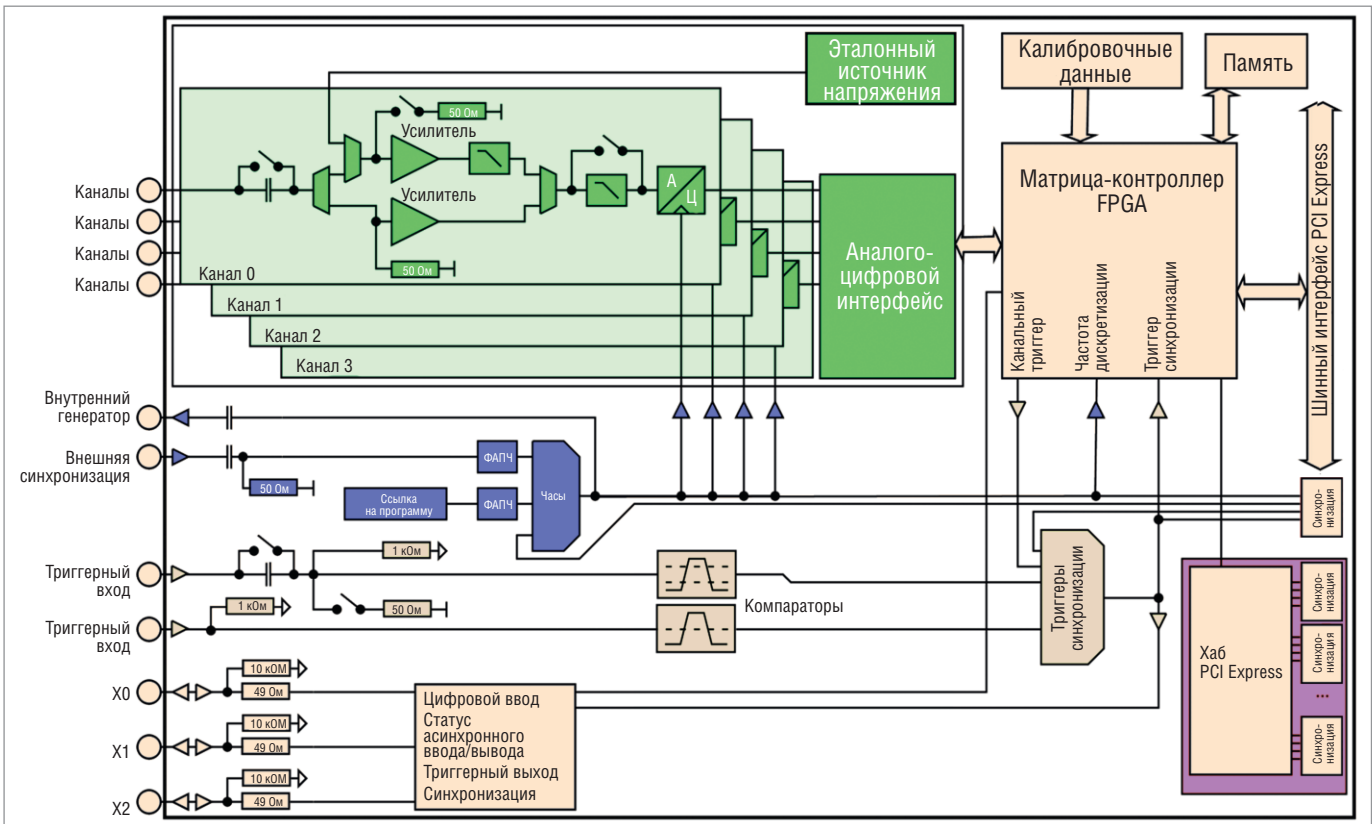 Эталонный
источник
напряжения
Калибровочные
данные
Память
50 Ом
Усилитель
Усилитель
50 Ом
А
Ц
Каналы
Каналы
Каналы
Каналы
Канал 0
Канал 1
Канал 2
Канал 3
Аналого-
цифровой
интерфейс
Матрица-контроллер
FPGA
Канальный
триггер
Частота
дискретизации
Триггер
синхронизации
Шинный интерфейс PCI Express
Внутренний
генератор
Внешняя
синхронизация
50 Ом
ФАПЧ
Ссылка
на программу
ФАПЧ
Часы
Синхро-
низация
Триггерный
вход
1 кОм
50 Ом
Триггерный
вход
1 кОм
Компараторы
Триггеры
синхронизации
Хаб
PCI Express
Синхро-
низация
Синхро-
низация
...
Синхро-
низация
X0
10 кОМ
49 Ом
X1
10 кОМ
49 Ом
X2
10 кОМ
49 Ом
Цифровой ввод
Статус
асинхронного
ввода/вывода
Триггерный выход
Синхронизация